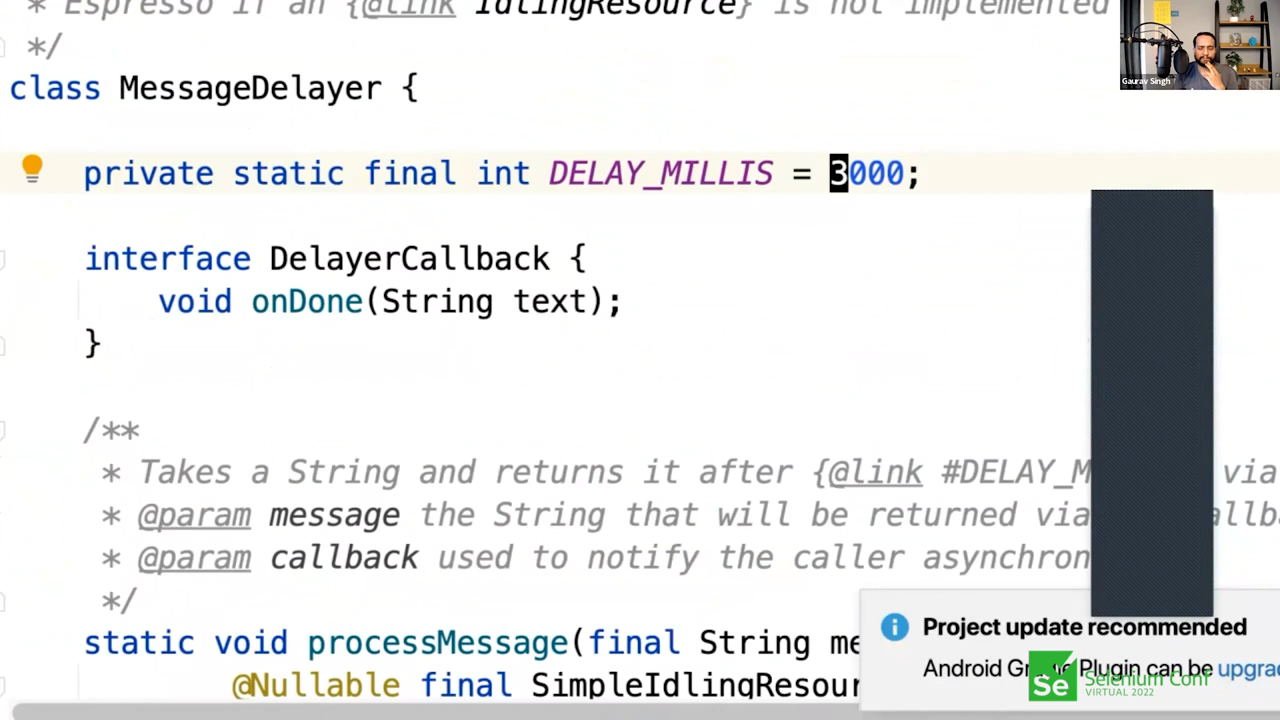 * Espresso if an {@link IdlingResource} is not implemented
*/
class MessageDelayer {
private static final int DELAY_MILLIS = 3000;
interface DelayerCallback {
void onDone(String text);
}
/**
* Takes a String and returns it after {@link #DELAY_M via
* @param message the String that will be returned via allb
* @param callback used to notify the caller asynchron
*/
static void processMessage(final String me
@Nullable final SimpleIdlingResour
Gaurav Singh
Project update recommended
Android Plugin can be upgrad
Se Selenium Conf
VIRTUAL 2022